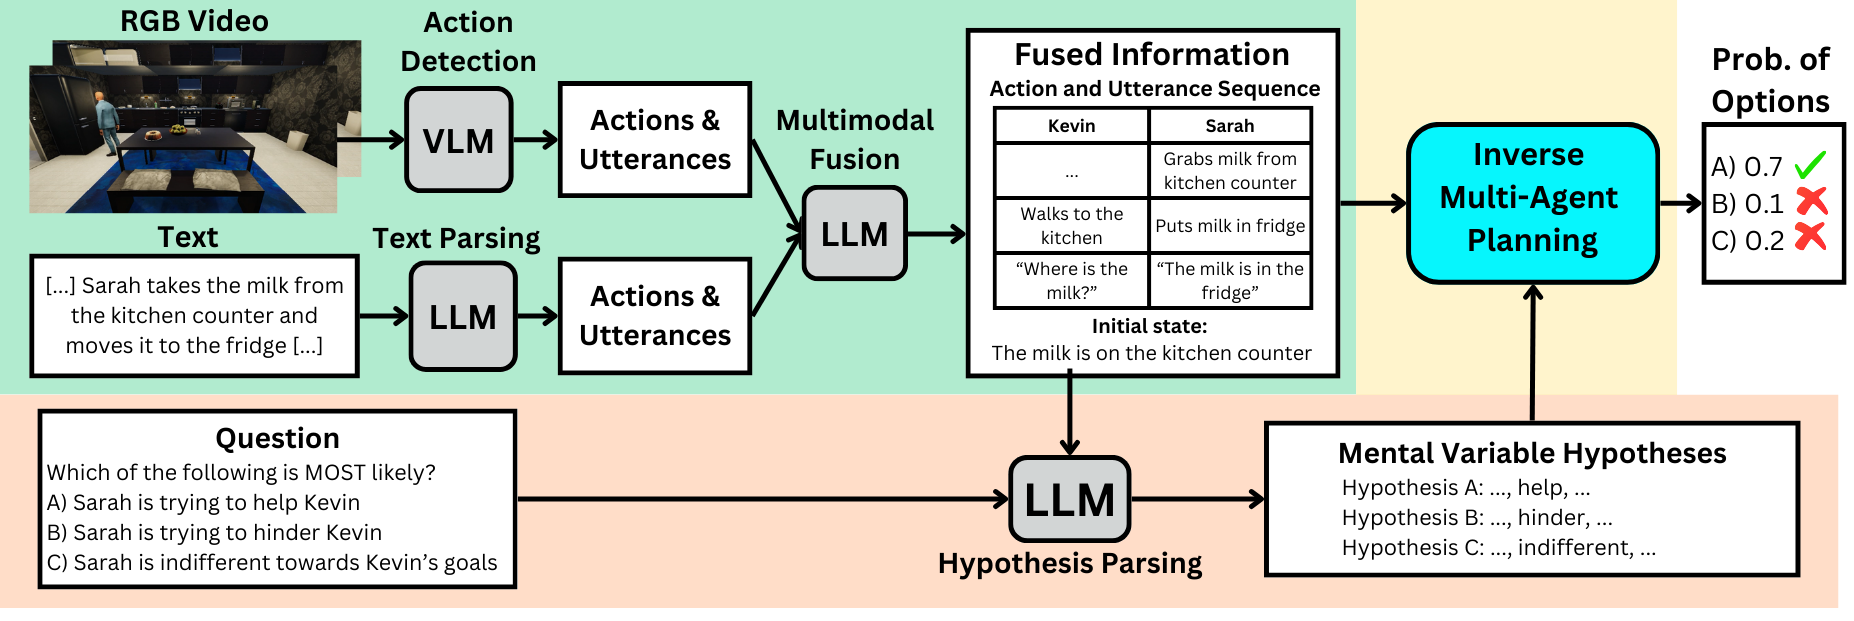 RGB Video
Action
Detection
VLM
Actions &
Utterances
Text
[...] Sarah takes the milk from
the kitchen counter and
moves it to the fridge [...]
Text Parsing
LLM
Actions &
Utterances
Multimodal
Fusion
LLM
Fused Information
Action and Utterance Sequence
Kevin Sarah
... Grabs milk from
kitchen counter
Walks to the
kitchen
Puts milk in fridge
“Where is the
milk?”
“The milk is in the
fridge”
Initial state:
The milk is on the kitchen counter
Inverse
Multi-Agent
Planning
Prob. of
Options
A) 0.7
B) 0.1
C) 0.2
Question
Which of the following is MOST likely?
A) Sarah is trying to help Kevin
B) Sarah is trying to hinder Kevin
C) Sarah is indifferent towards Kevin’s goals
LLM
Hypothesis Parsing
Mental Variable Hypotheses
Hypothesis A: ..., help, ...
Hypothesis B: ..., hinder, ...
Hypothesis C: ..., indifferent, ...